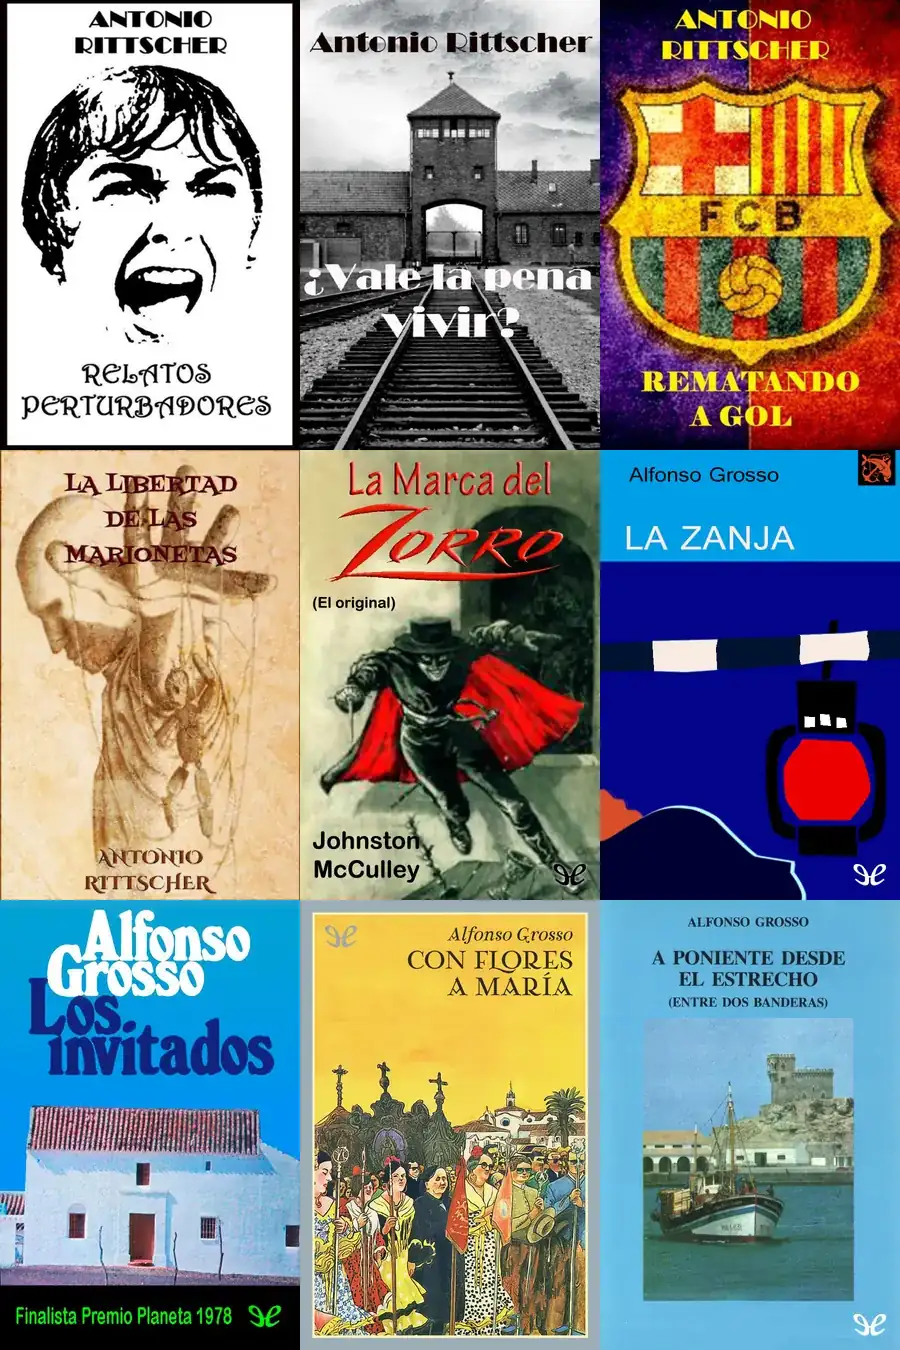 ANTONIO
RITTSCHER
RELATOS
PERTURBADORES
Antonio Rittscher
¿Vale la pena
vivir?
ANTONIO
RITTSCHER
FCB
REMATANDO
A GOL
LA LIBERTAD
DE LAS
MARIONETAS
ANTONIO
RITTSCHER
La Marca del
ZORRO
(El original)
Johnston
McCulley
Alfonso Grosso
LA ZANJA
Alfonso
Grosso
Los
invitados
Finalista Premio Planeta 1978
Alfonso Grosso
CON FLORES
A MARÍA
ALFONSO GROSSO
A PONIENTE DESDE
EL ESTRECHO
(ENTRE DOS BANDERAS)